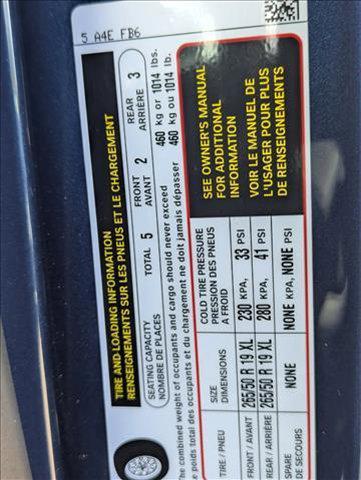 5 A4E FB6
TIRE AND LOADING INFORMATION
RENSEIGNEMENTS SUR LES PNEUS ET LE CHARGEMENT
SEATING CAPACITY
NOMBRE DE PLACES
TOTAL 5
FRONT
AVANT 2
REAR
ARRIÈRE 3
The combined weight of occupants and cargo should never exceed 460 kg or 1014 lbs.
Le poids total des occupants et du chargement ne doit jamais dépasser 460 kg ou 1014 lb.
TIRE / PNEU
SIZE
DIMENSIONS
COLD TIRE PRESSURE
PRESSION DES PNEUS
A FROID
FRONT / AVANT 265/50 R 19 XL 230 KPA, 33 PSI
REAR / ARRIÈRE 265/50 R 19 XL 280 KPA, 41 PSI
SPARE
DE SECOURS
NONE
NONE KPA, NONE PSI
SEE OWNER'S MANUAL
FOR ADDITIONAL
INFORMATION
VOIR LE MANUEL DE
L'USAGER POUR PLUS
DE RENSEIGNEMENTS